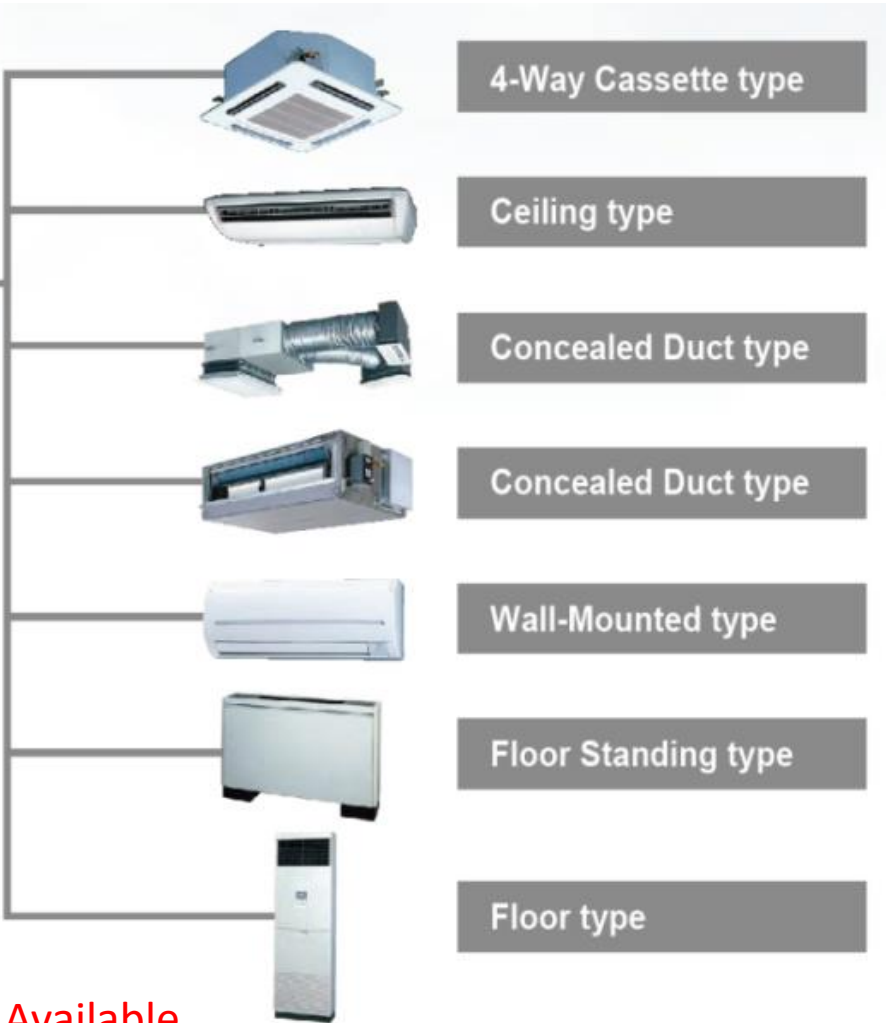 4-Way Cassette type
Ceiling type
Concealed Duct type
Concealed Duct type
Wall-Mounted type
Floor Standing type
Floor type
Available